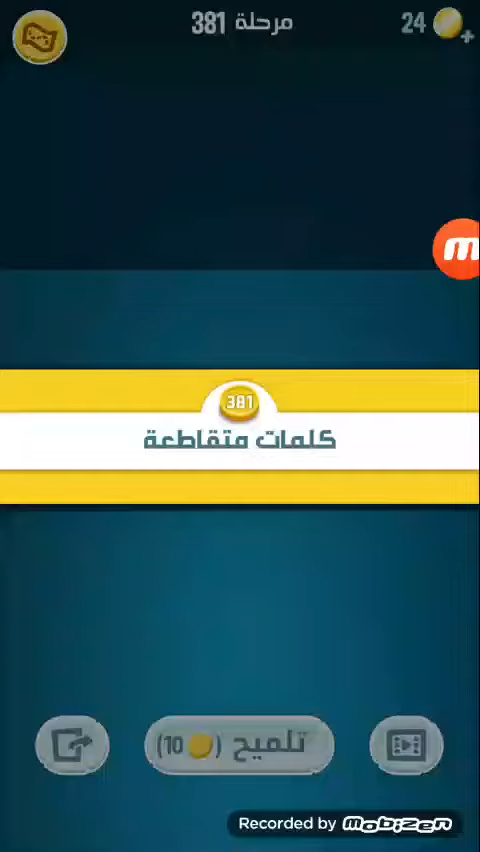 مرحلة 381
24
381
كلمات متقاطعة
تلميح (10)
Recorded by mobizen